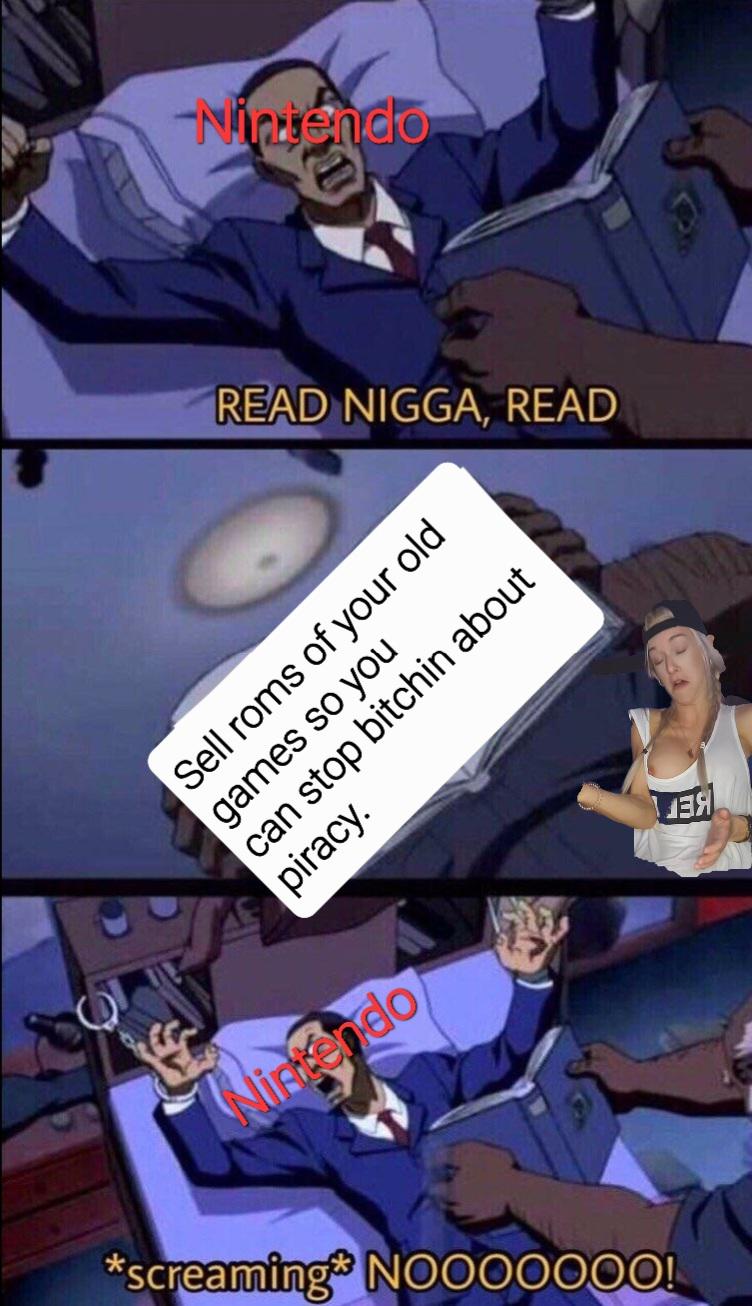 Nintendo
READ NIGGA, READ
Sell roms of your old
games so you
can stop bitchin about
piracy.
Nintendo
*screaming* NOOOOOOO!